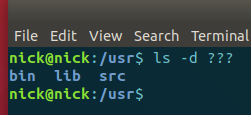 File Edit View Search Terminal
nick@nick:/usr$ ls -d ???
bin lib src
nick@nick:/usr$